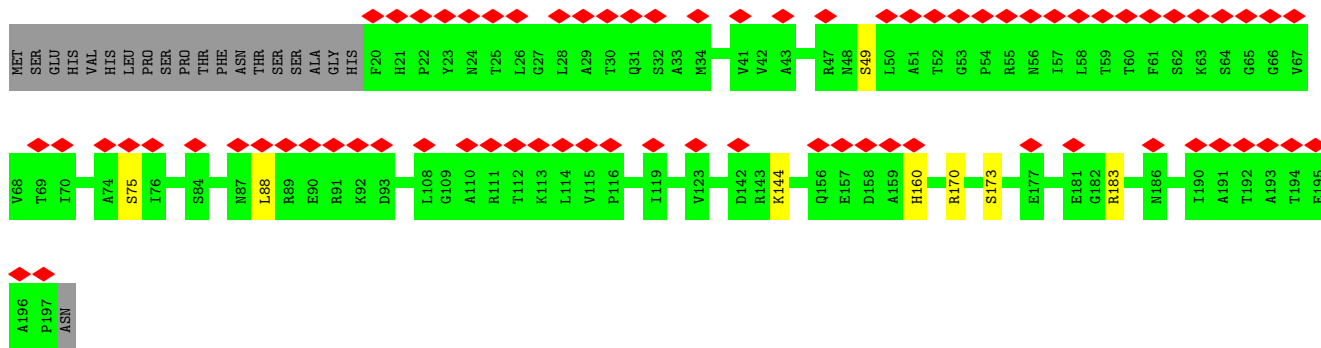 MET SER GLU HIS VAL HIS LEU PRO SER PRO THR PHE ASN THR SER SER ALA GLY HIS F20 H21 P22 Y23 N24 T25 L26 G27 L28 A29 T30 Q31 S32 A33 M34 V41 V42 A43 R47 N48 S49 L50 A51 T52 G53 P54 R55 N56 I57 L58 T59 T60 F61 S62 K63 S64 G65 G66 V67
V68 T69 I70 A74 S75 I76 S84 N87 L88 R89 E90 R91 K92 D93 L108 G109 A110 R111 T112 K113 L114 V115 P116 I119 V123 D142 R143 K144 Q156 E157 D158 A159 H160 R170 S173 E177 E181 G182 R183 N186 I190 A191 T192 A193 T194
A196 P197 ASN